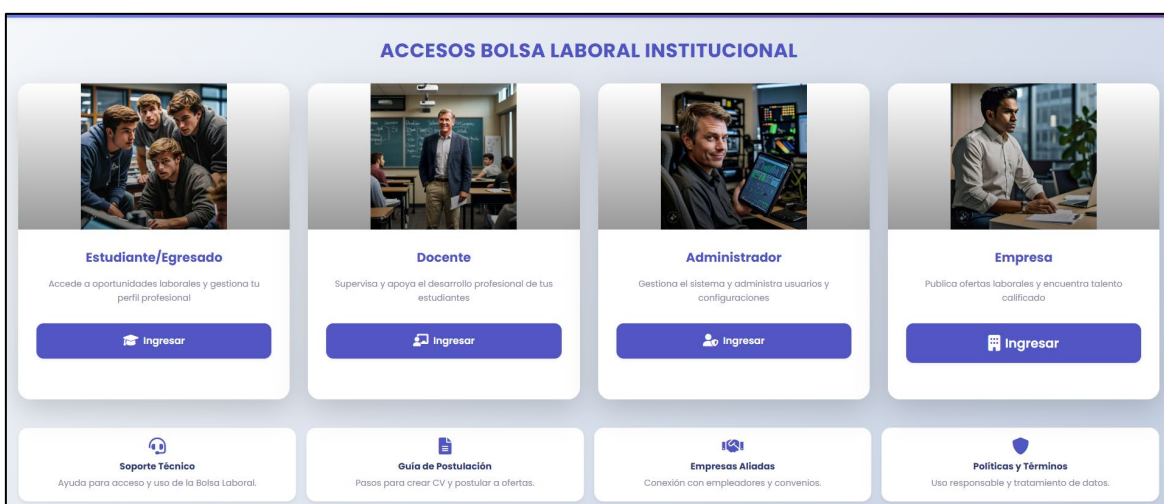 ACCESOS BOLSA LABORAL INSTITUCIONAL
Estudiante/Egresado
Accede a oportunidades laborales y gestiona tu
perfil profesional
Ingresar
Docente
Supervisa y apoya el desarrollo profesional de tus
estudiantes
Ingresar
Administrador
Gestiona el sistema y administra usuarios y
configuraciones
Ingresar
Empresa
Publica ofertas laborales y encuentra talento
calificado
Ingresar
Soporte Técnico
Ayuda para acceso y uso de la Bolsa Laboral.
Guía de Postulación
Pasos para crear CV y postular a ofertas.
Empresas Aliadas
Conexión con empleadores y convenios.
Políticas y Términos
Uso responsable y tratamiento de datos.